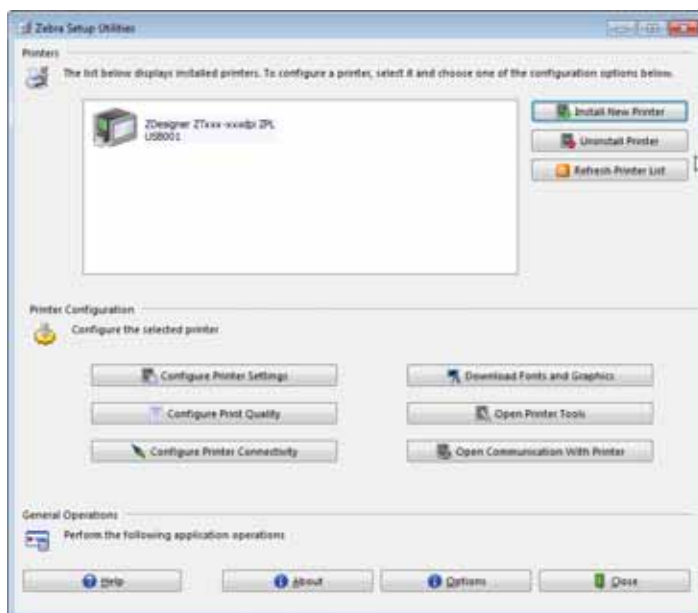 Zebra Setup Utilities
Printers
The list below displays installed printers. To configure a printer, select it and choose one of the configuration options below.
ZDesigner ZTxxx-xxxdpi ZPL
USB001
Install New Printer
Uninstall Printer
Refresh Printer List
Printer Configuration
Configure the selected printer
Configure Printer Settings
Download Fonts and Graphics
Configure Print Quality
Open Printer Tools
Configure Printer Connectivity
Open Communication With Printer
General Operations
Perform the following application operations
Help
About
Options
Close